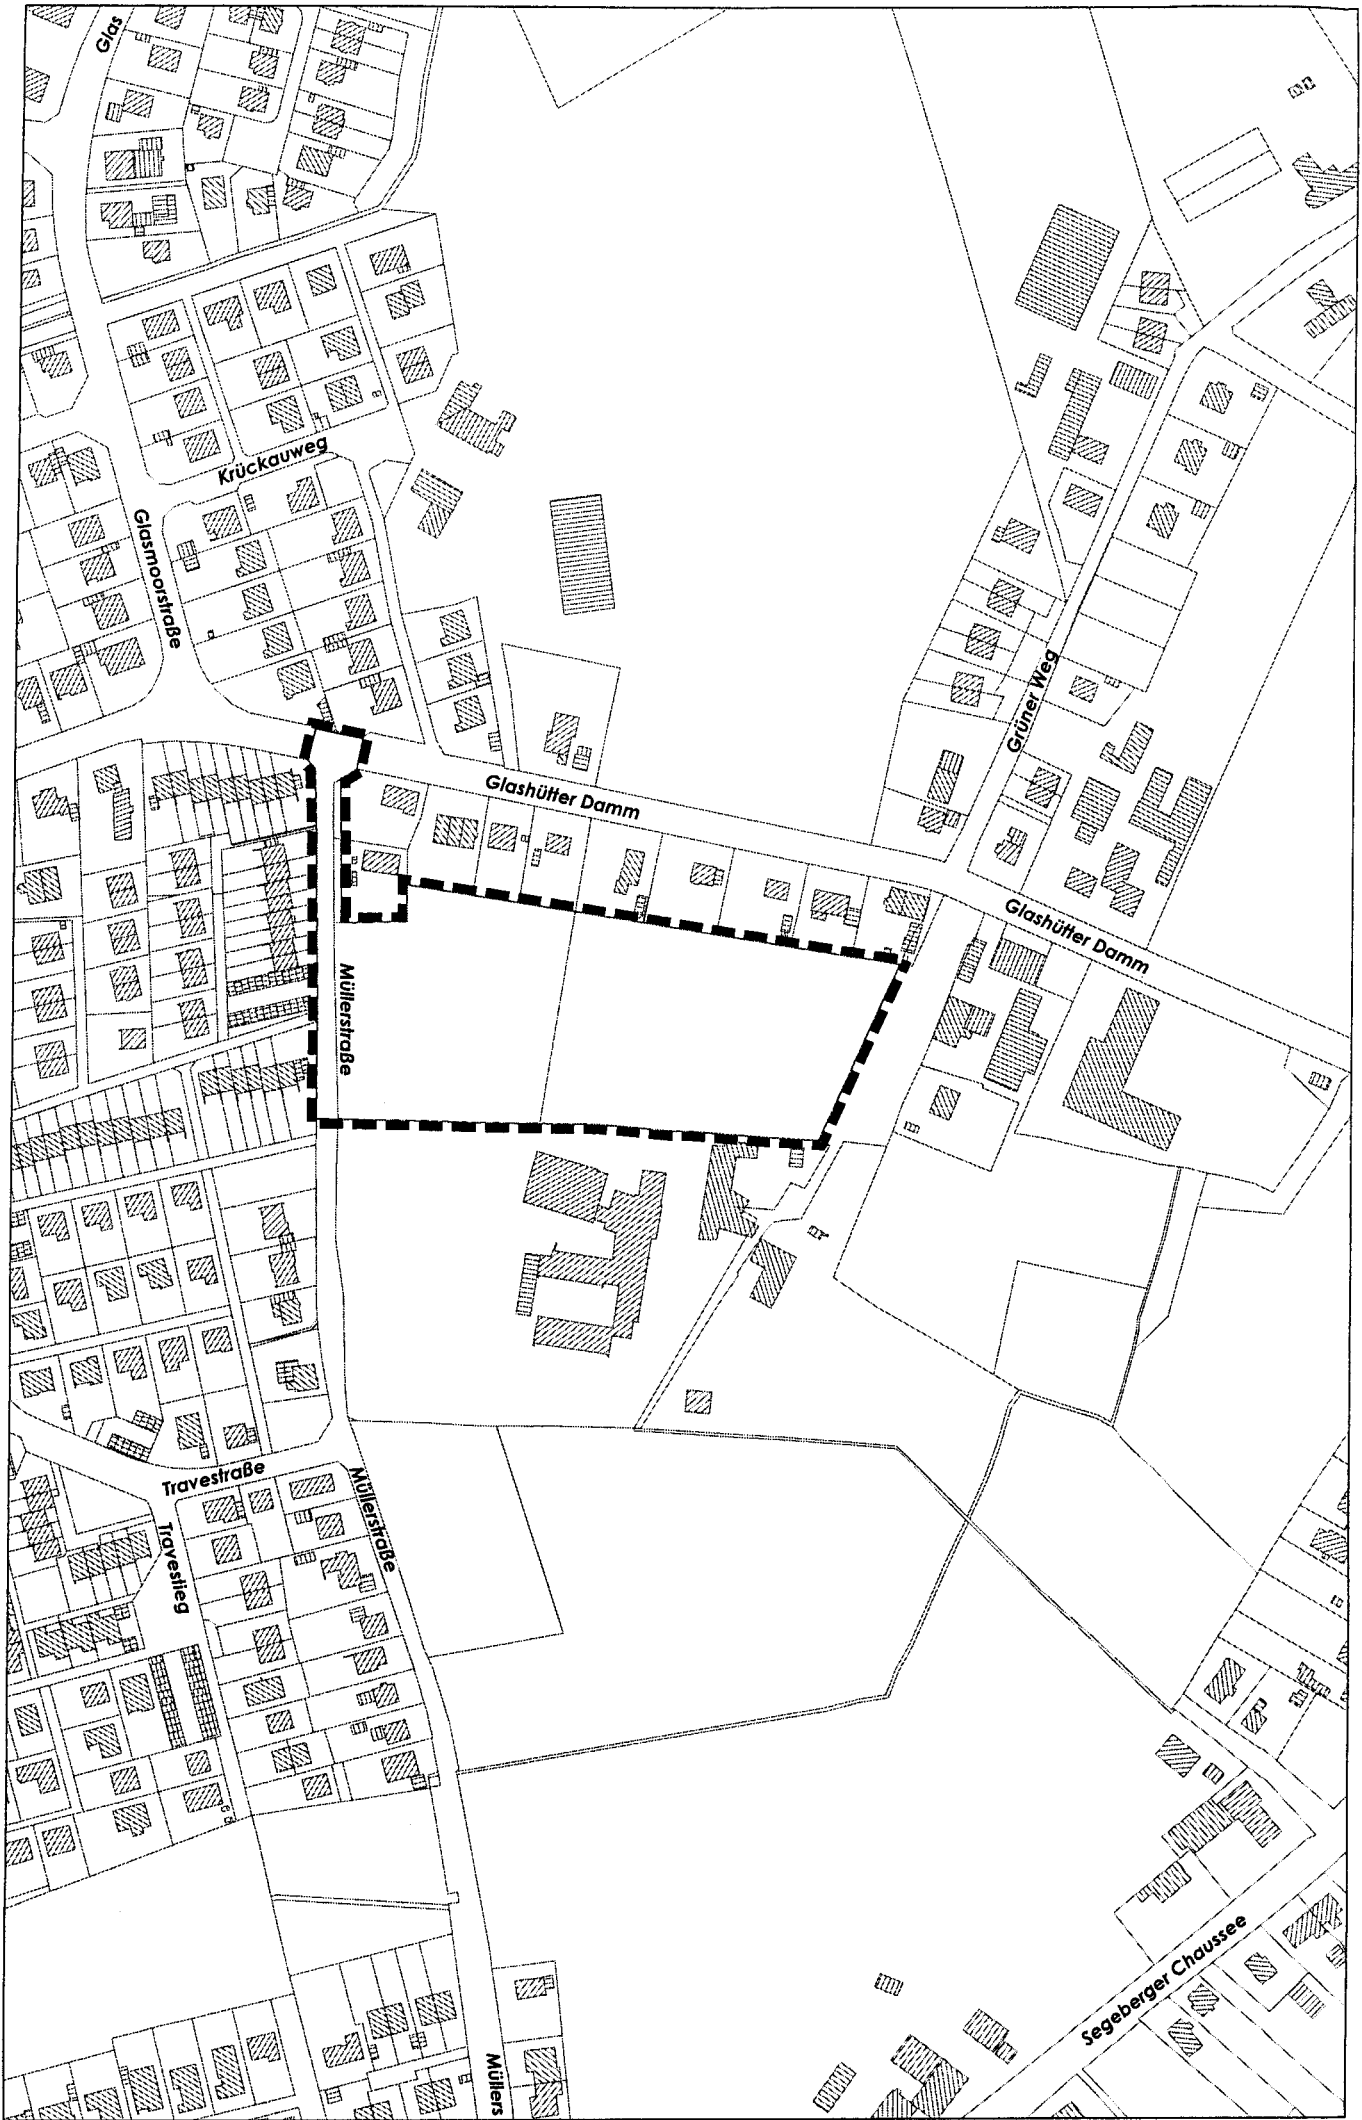 Glas
Krückauweg
Glasmoorstraße
Grüner Weg
Glashütter Damm
Glashütter Damm
Müllerstraße
Travestraße
Müllerstraße
Travestieg
Segeberger Chaussee
Müllers